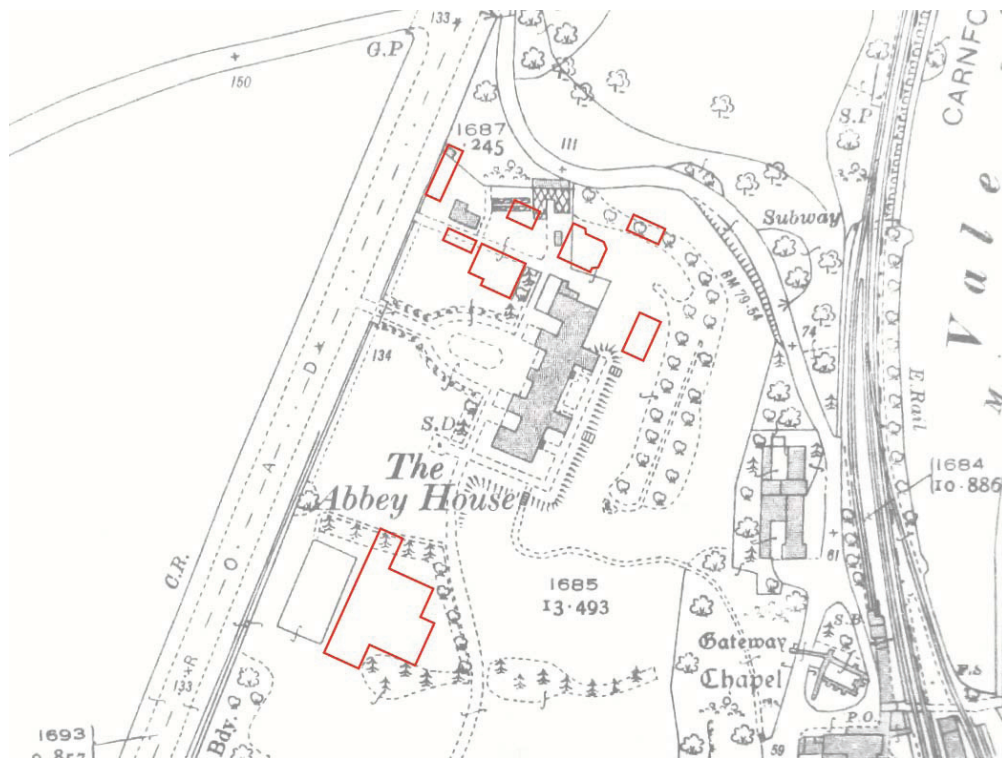 133
G.P
150
CARNFO
S.P
1687
.245
111
Subway
Vale
BM 79.54
74
134
E.Rail
S.D
The
Abbey House
1684
10.886
61
C.R.
R O A D
1685
13.493
S.B
Gateway
Chapel
F.b
133
Bdy.
P.O.
1693
59